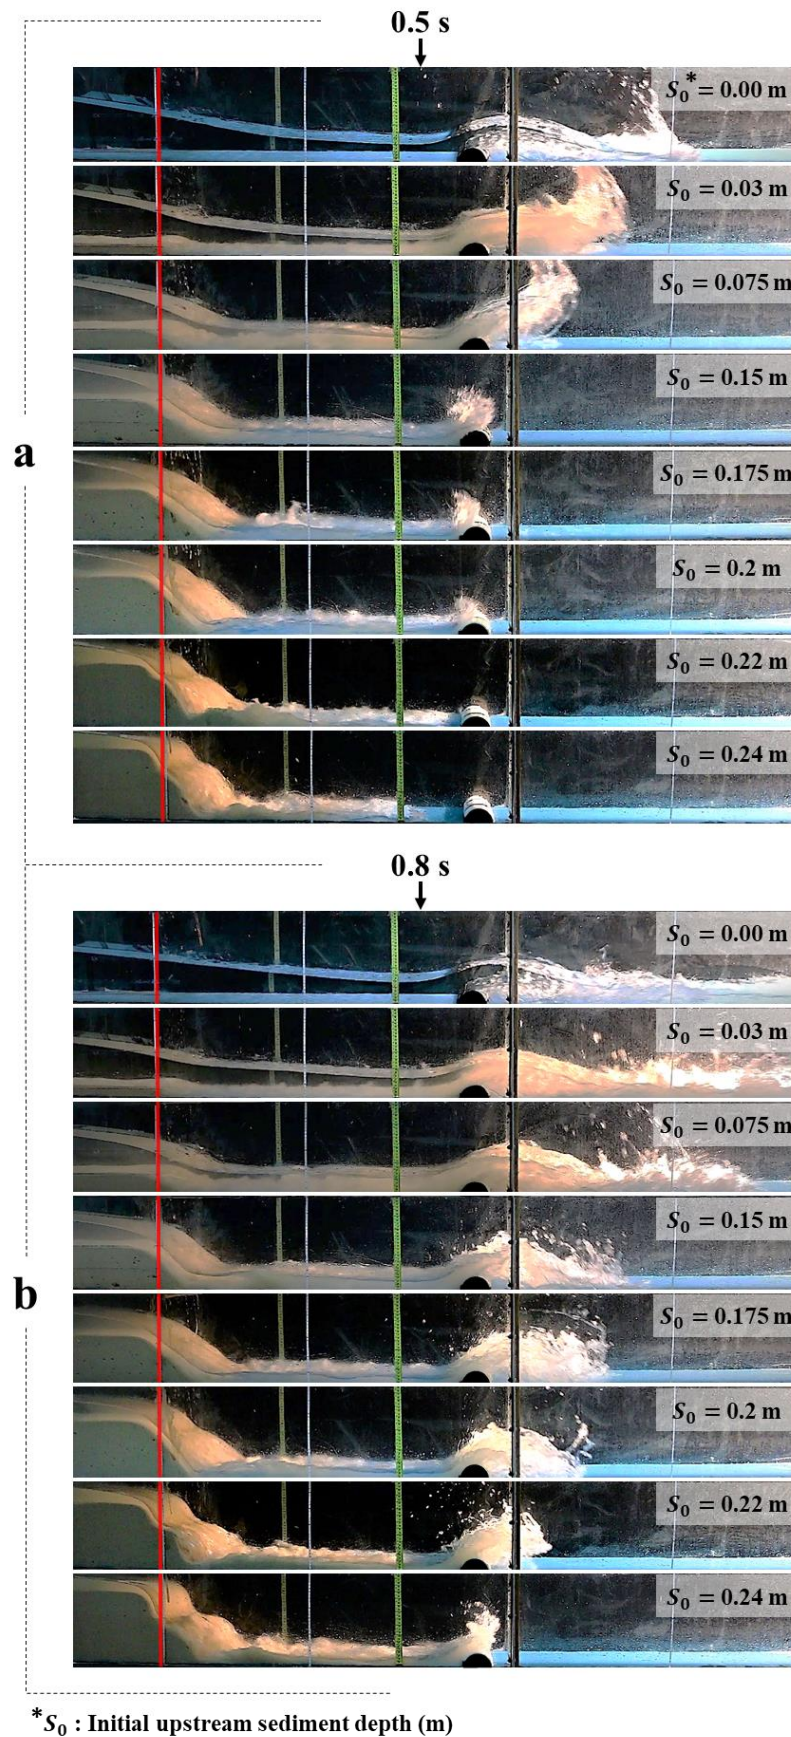 0.5 s
S₀* = 0.00 m
S₀ = 0.03 m
S₀ = 0.075 m
S₀ = 0.15 m
a
S₀ = 0.175 m
S₀ = 0.2 m
S₀ = 0.22 m
S₀ = 0.24 m
0.8 s
S₀ = 0.00 m
S₀ = 0.03 m
S₀ = 0.075 m
S₀ = 0.15 m
b
S₀ = 0.175 m
S₀ = 0.2 m
S₀ = 0.22 m
S₀ = 0.24 m
*S₀ : Initial upstream sediment depth (m)